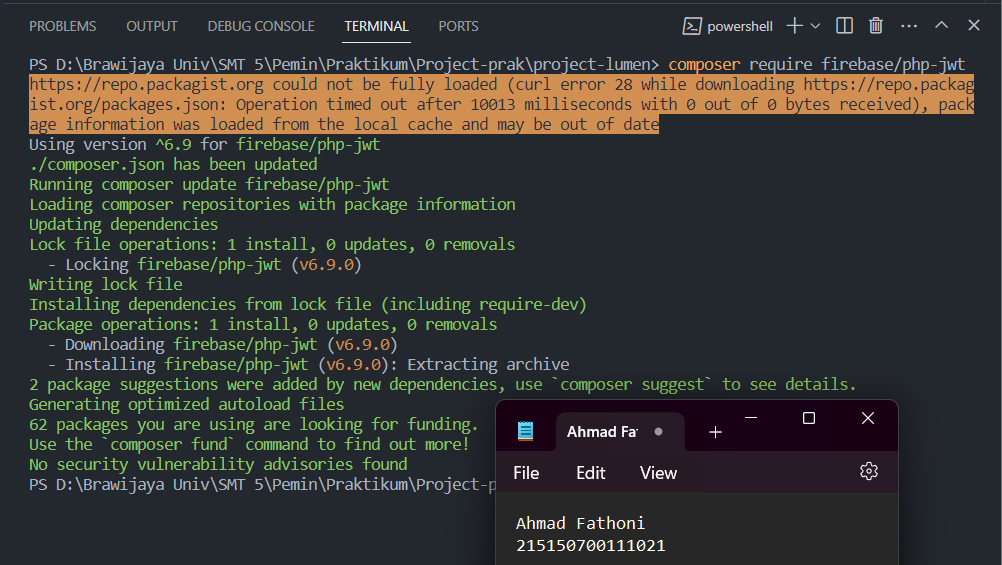 PROBLEMS OUTPUT DEBUG CONSOLE TERMINAL PORTS powershell
PS D:\Brawijaya Univ\SMT 5\Pemin\Praktikum\Project-prak\project-lumen> composer require firebase/php-jwt
https://repo.packagist.org could not be fully loaded (curl error 28 while downloading https://repo.packag
ist.org/packages.json: Operation timed out after 10013 milliseconds with 0 out of 0 bytes received), pack
age information was loaded from the local cache and may be out of date
Using version ^6.9 for firebase/php-jwt
./composer.json has been updated
Running composer update firebase/php-jwt
Loading composer repositories with package information
Updating dependencies
Lock file operations: 1 install, 0 updates, 0 removals
  - Locking firebase/php-jwt (v6.9.0)
Writing lock file
Installing dependencies from lock file (including require-dev)
Package operations: 1 install, 0 updates, 0 removals
  - Downloading firebase/php-jwt (v6.9.0)
  - Installing firebase/php-jwt (v6.9.0): Extracting archive
2 package suggestions were added by new dependencies, use `composer suggest` to see details.
Generating optimized autoload files
62 packages you are using are looking for funding.
Use the `composer fund` command to find out more!
No security vulnerability advisories found
PS D:\Brawijaya Univ\SMT 5\Pemin\Praktikum\Project-p
Ahmad Fat
File Edit View
Ahmad Fathoni
215150700111021